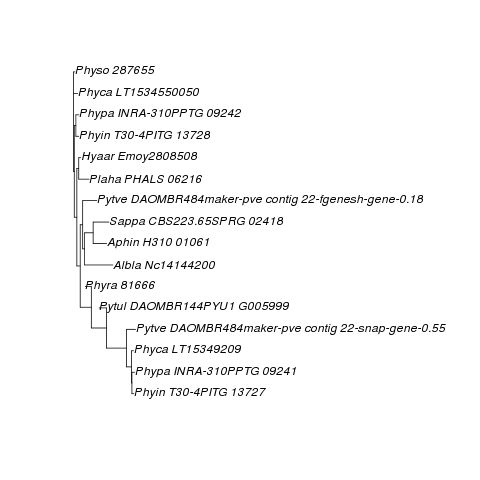 Physo 287655
Phyca LT1534550050
Phypa INRA-310PPTG 09242
Phyin T30-4PITG 13728
Hyaar Emoy2808508
Plaha PHALS 06216
Pytve DAOMBR484maker-pve contig 22-fgenesh-gene-0.18
Sappa CBS223.65SPRG 02418
Aphin H310 01061
Albla Nc14144200
Phyra 81666
Pytul DAOMBR144PYU1 G005999
Pytve DAOMBR484maker-pve contig 22-snap-gene-0.55
Phyca LT15349209
Phypa INRA-310PPTG 09241
Phyin T30-4PITG 13727